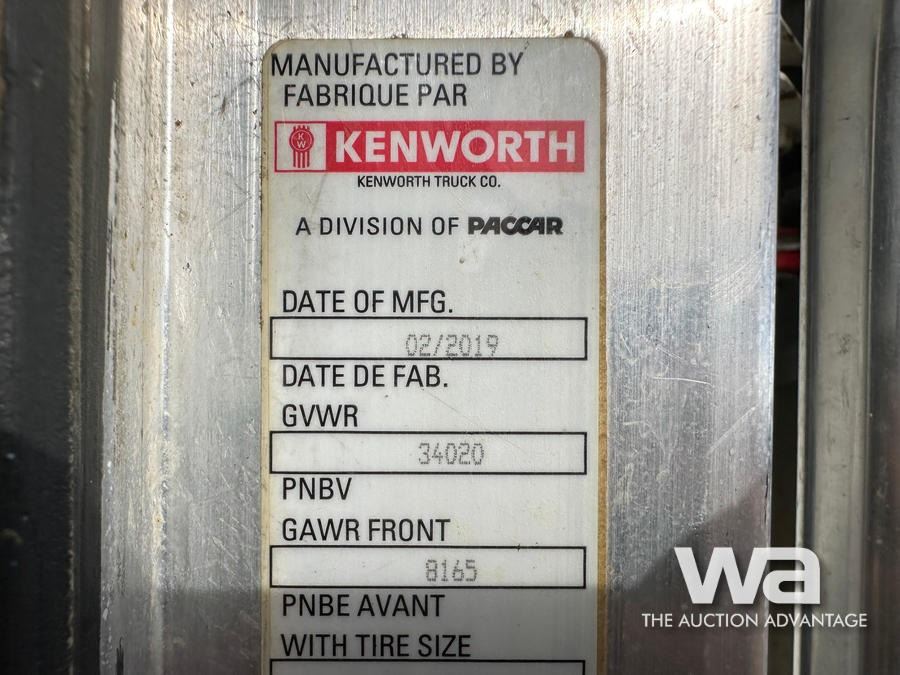 MANUFACTURED BY
FABRIQUE PAR
KW KENWORTH
KENWORTH TRUCK CO.
A DIVISION OF PACCAR
DATE OF MFG.
02/2019
DATE DE FAB.
GVWR
34020
PNBV
GAWR FRONT
8165
PNBE AVANT
WITH TIRE SIZE
wa
THE AUCTION ADVANTAGE